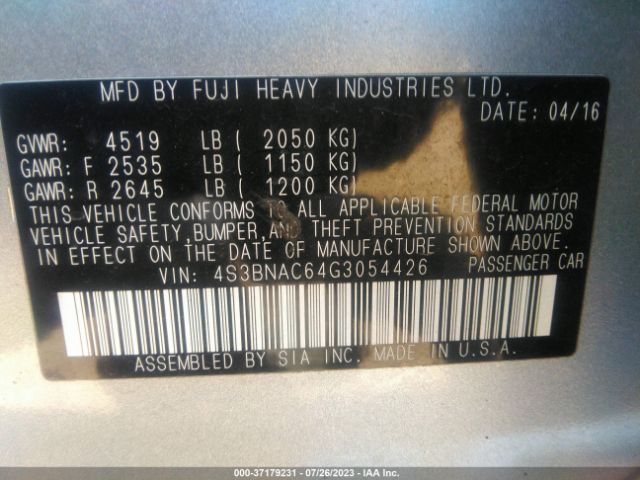 MFD BY FUJI HEAVY INDUSTRIES LTD.
DATE: 04/16
GVWR: 4519 LB ( 2050 KG)
GAWR: F 2535 LB ( 1150 KG)
GAWR: R 2645 LB ( 1200 KG)
THIS VEHICLE CONFORMS TO ALL APPLICABLE FEDERAL MOTOR
VEHICLE SAFETY, BUMPER, AND THEFT PREVENTION STANDARDS
IN EFFECT ON THE DATE OF MANUFACTURE SHOWN ABOVE.
VIN: 4S3BNAC64G3054426 PASSENGER CAR
ASSEMBLED BY SIA INC. MADE IN U.S.A.
000-37179231 - 07/26/2023 - IAA Inc.